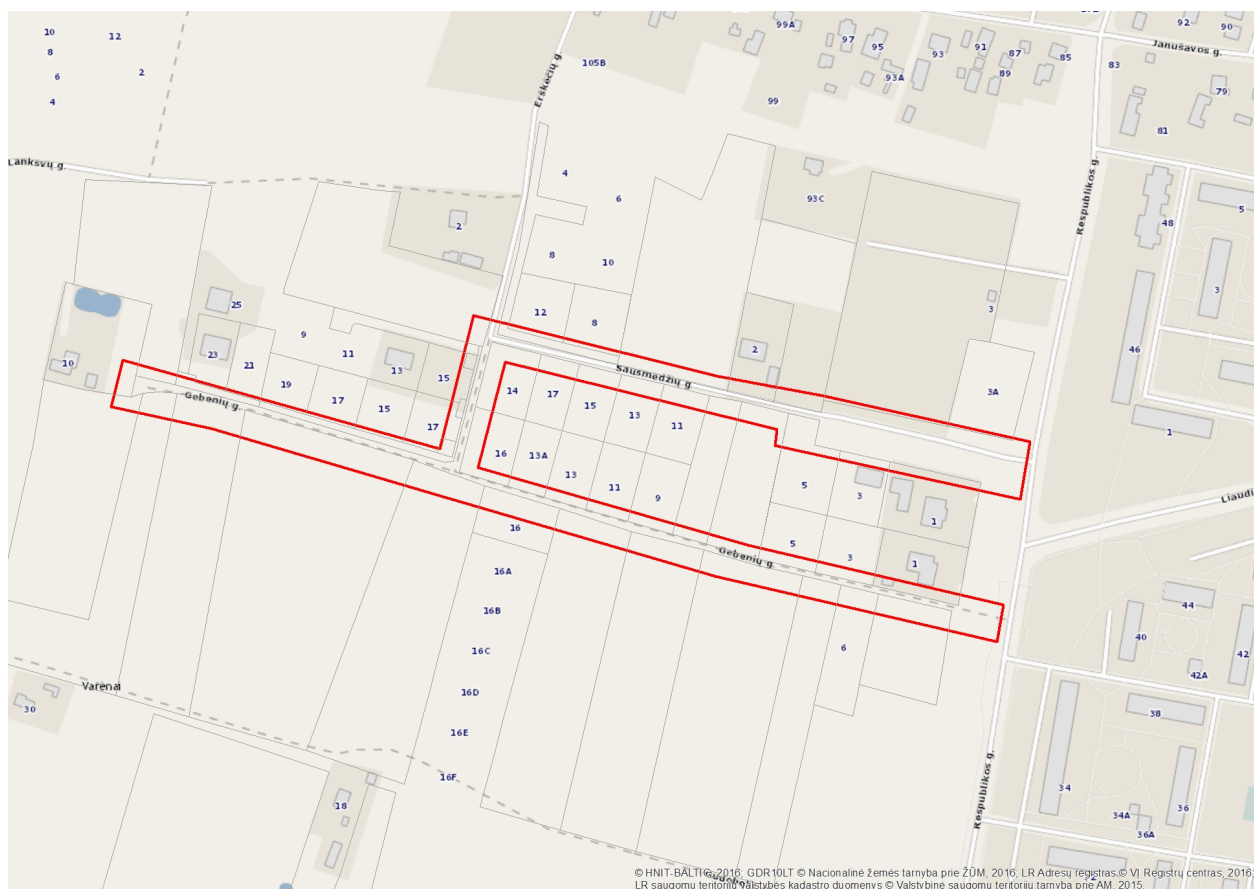 10
12
8
2
6
4
99A
97
95
93A
93
91
87
89
85
92
90
Janušavos g.
83
79
81
Erškėčių g.
105B
99
Lanksvų g.
4
6
93C
Respublikos g.
48
5
2
8
10
3
25
12
8
3
46
9
11
2
10
23
21
13
15
Sausmedžių g.
3A
19
17
15
17
14
17
15
13
11
1
Gebenių g.
16
13A
13
11
9
5
3
1
Liaudi
5
3
1
Gebenių g.
16
16A
44
16B
40
42
16C
6
42A
16D
Varėnai
30
38
16E
Respublikos g.
16F
34
36
18
34A
36A
© HNIT-BALTIC, 2016; GDR10LT © Nacionalinė žemės tarnyba prie ŽŪM, 2016; LR Adresų registras © VĮ Registrų centras, 2016
LR saugomų teritorijų valstybės kadastro duomenys © Valstybinė saugomų teritorijų tarnyba prie AM, 2015.